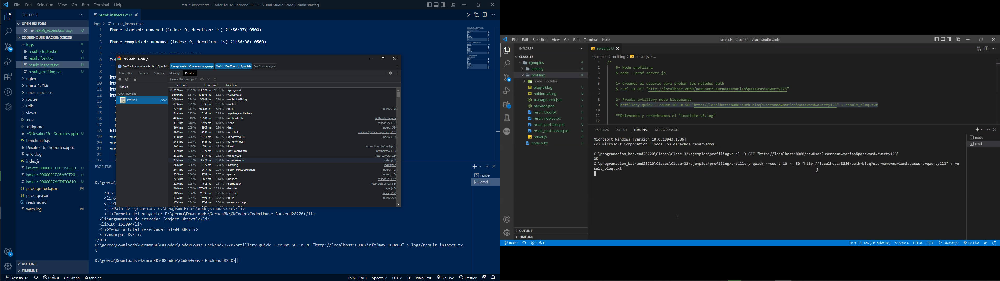 File Edit Selection View Go Run Terminal Help
result_inspect.txt - CoderHouse-Backend28220 - Visual Studio Code [Administrator]
EXPLORER
OPEN EDITORS
result_inspect.txt logs U
CODERHOUSE-BACKEND28220
logs
result_cluster.txt U
result_fork.txt U
result_inspect.txt U
result_profiling.txt U
nginx
nginx-1.21.6
node_modules
routes
utils
views
.env
.gitignore
~$Desafio 16 - Soportes.pptx U
benchmark.js
Desafio 16 - Soportes.pptx
error.log
index.js
isolate-000001CED1D5E6E0... U
isolate-000002F7C6A5CF20... U
isolate-0000027ACDF00810... U
package-lock.json M
package.json
readme.md
warn.log M
OUTLINE
TIMELINE
10
2
result_inspect.txt U
logs > result_inspect.txt
1 Phase started: unnamed (index: 0, duration: 1s) 21:56:37(-0500)
2
3 Phase completed: unnamed (index: 0, duration: 1s) 21:56:38(-0500)
4
5 --------------------------------------
6 Met
7 ---
8
9 htt
10 htt
11 htt
12 htt
13 m
14 m
15 m
16 p
17 p
18 htt
19 vus
20 vus
21 vus
22 m
23
DevTools - Node.js
DevTools is now available in Spanish! Always match Chrome's language Switch DevTools to Spanish Don't show again
Connection Console Sources Memory Profiler
Heavy (Bottom Up)
Profiles
CPU PROFILES
Profile 1 Save
Self Time Total Time Function
38301.9 ms 92.01 % 38301.9 ms 92.01 % (program)
960.9 ms 2.31 % 1383.4 ms 3.32 % consoleCall
309.9 ms 0.74 % 309.9 ms 0.74 % writeUtf8String
87.6 ms 0.21 % 87.6 ms 0.21 % writev
72.4 ms 0.17 % 7696.6 ms 18.49 % next index.js:176
61.4 ms 0.15 % 61.4 ms 0.15 % (garbage collector)
42.6 ms 0.10 % 125.0 ms 0.30 % authenticate authenticate.js:94
41.7 ms 0.10 % 739.9 ms 1.78 % send response.js:107
36.4 ms 0.09 % 99.5 ms 0.24 % hash index.js:596
36.2 ms 0.09 % 41.0 ms 0.10 % nextTick internal/proces... queues.js:101
34.8 ms 0.08 % 797.1 ms 1.91 % (anonymous) index.js:150
34.5 ms 0.08 % 34.5 ms 0.08 % (anonymous)
34.1 ms 0.08 % 69.6 ms 0.17 % Hash internal/crypto/hash.js:37
31.9 ms 0.08 % 31.9 ms 0.08 % getColorDepth internal/tty.js:102
28.2 ms 0.07 % 51.7 ms 0.12 % writeHead _http_server.js:250
27.4 ms 0.07 % 334.2 ms 0.80 % compression index.js:59
26.6 ms 0.06 % 34.5 ms 0.08 % asString index.js:29
24.7 ms 0.06 % 24.7 ms 0.06 % setWriteHeadHeaders index.js:105
23.5 ms 0.06 % 27.9 ms 0.07 % parse index.js:106
22.3 ms 0.05 % 58.7 ms 0.14 % header response.js:759
22.0 ms 0.05 % 46.2 ms 0.11 % setHeader _http_outgoing.js:556
20.9 ms 0.05 % 10736.5 ms 25.79 % handle layer.js:86
18.5 ms 0.04 % 297.6 ms 0.71 % session index.js:179
17.8 ms 0.04 % 89.9 ms 0.22 % pipe index.js:510
17.4 ms 0.04 % 17.4 ms 0.04 % memoryUsage
PROBLEMS
node
cmd
D:\germa\
<ul>
<li>S
<li>N
<li>Path de ejecución: C:\Program Files\nodejs\node.exe</li>
<li>Carpeta del proyecto: D:\germa\Downloads\GermanBK\OKCoder\CoderHouse-Backend28220</li>
<li>Argumentos de entrada: [object Object]</li>
<li>ID: 15100</li>
<li>Memoria total reservada: 53704 KB</li>
<li>numcpu: 8</li>
</ul>
D:\germa\Downloads\GermanBK\OKCoder\CoderHouse-Backend28220>artillery quick --count 50 -n 20 "http://localhost:8080/info?max=100000" > logs/result_inspect.tx
t
D:\germa\Downloads\GermanBK\OKCoder\CoderHouse-Backend28220>
Desafio16* 0 0 Git Graph tabnine
Ln 81, Col 1 Spaces: 2 UTF-8 LF Plain Text Go Live Prettier
File Edit Selection View Go Run Terminal Help
server.js - Clase-32 - Visual Studio Code
EXPLORER
CLASE-32
ejemplos
artillery
profiling
node_modules
bloq-v8.log U
nobloq-v8.log U
package-lock.json U
package.json U
result_bloq.txt U
result_nobloq.txt U
result_prof-bloq.txt U
result_prof-nobloq.txt U
server.js U
node-v.txt U
OUTLINE
TIMELINE
15
1
json
server.js U
ejemplos > profiling > server.js > ...
1 /*
2 0- Node profiling
3 $ node --prof server.js
4
5 1- Creamos el usuario para probar los metodos auth
6 $ curl -X GET "http://localhost:8080/newUser?username=marian&password=qwerty123"
7
8 2- Prueba artillery modo bloqueante
9 $ artillery quick --count 10 -n 50 "http://localhost:8080/auth-bloq?username=marian&password=qwerty123" > result_bloq.txt
10
11 **Detenemos y renombramos el "insolate-v8.log"
12
PROBLEMS OUTPUT TERMINAL DEBUG CONSOLE
node
cmd
Microsoft Windows [Versión 10.0.19043.1586]
(c) Microsoft Corporation. Todos los derechos reservados.
C:\programacion_backend28220\Clases\Clase-32\ejemplos\profiling>curl -X GET "http://localhost:8080/newUser?username=marian&password=qwerty123"
OK
C:\programacion_backend28220\Clases\Clase-32\ejemplos\profiling>artillery quick --count 10 -n 50 "http://localhost:8080/auth-bloq?username=marian&password=qwerty123" > re
sult_bloq.txt
main* 0 0
Ln 9, Col 126 (119 selected) Spaces: 4 UTF-8 CRLF JavaScript Go Live